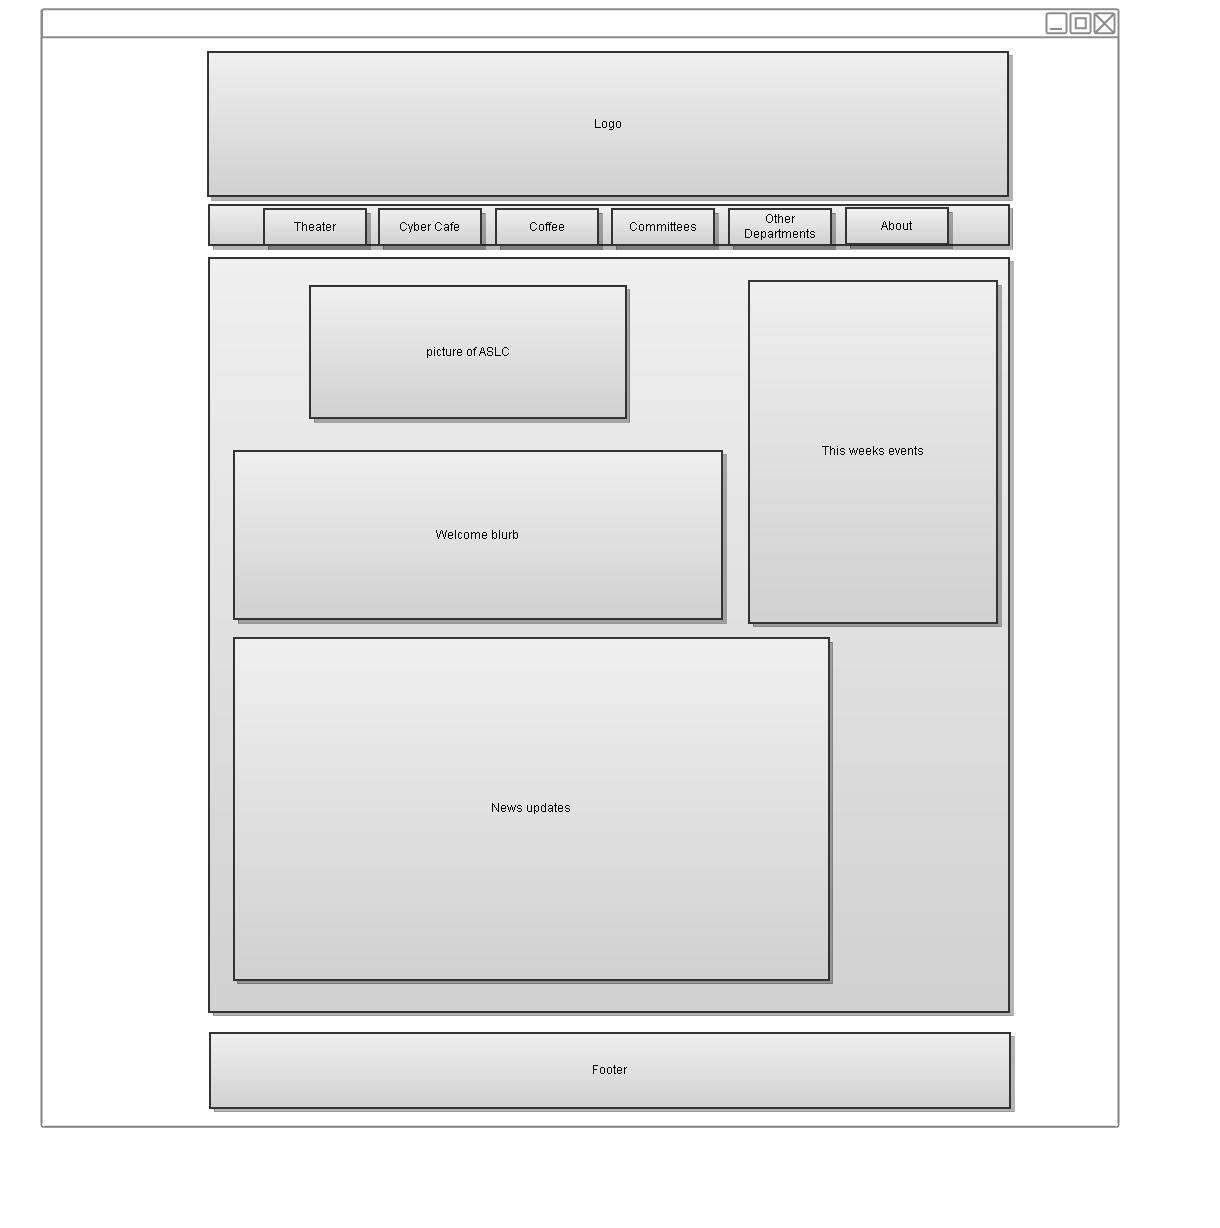 Logo
Theater
Cyber Cafe
Coffee
Committees
Other
Departments
About
picture of ASLC
This weeks events
Welcome blurb
News updates
Footer